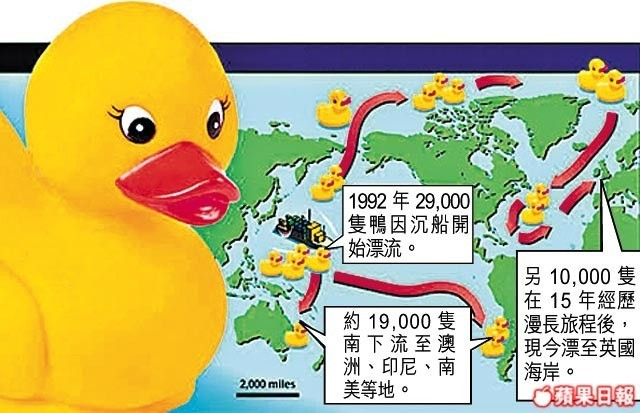 1992 年 29,000
隻鴨因沉船開
始漂流。
另 10,000 隻
在 15 年經歷
漫長旅程後，
現今漂至英國
海岸。
約 19,000 隻
南下流至澳
洲、印尼、南
美等地。
2,000 miles
蘋果日報